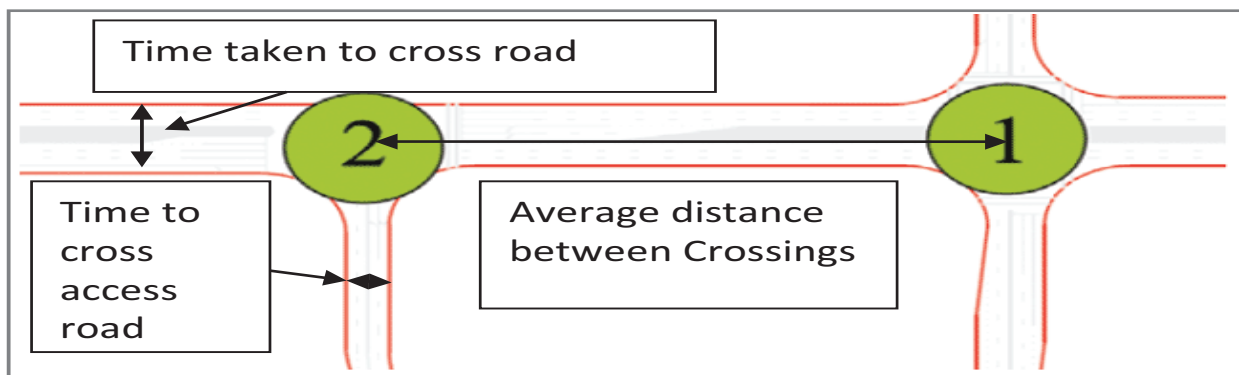 Time taken to cross road
2
1
Time to
cross
access
road
Average distance
between Crossings